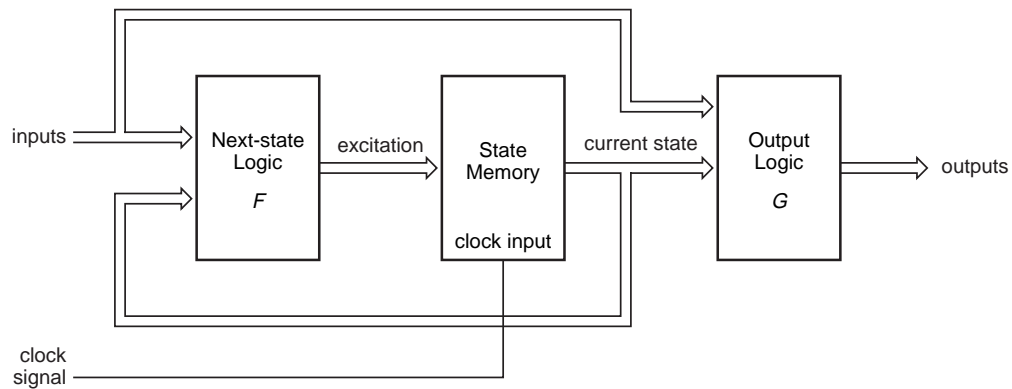 inputs
Next-state
Logic
F
excitation
State
Memory
clock input
current state
Output
Logic
G
outputs
clock
signal